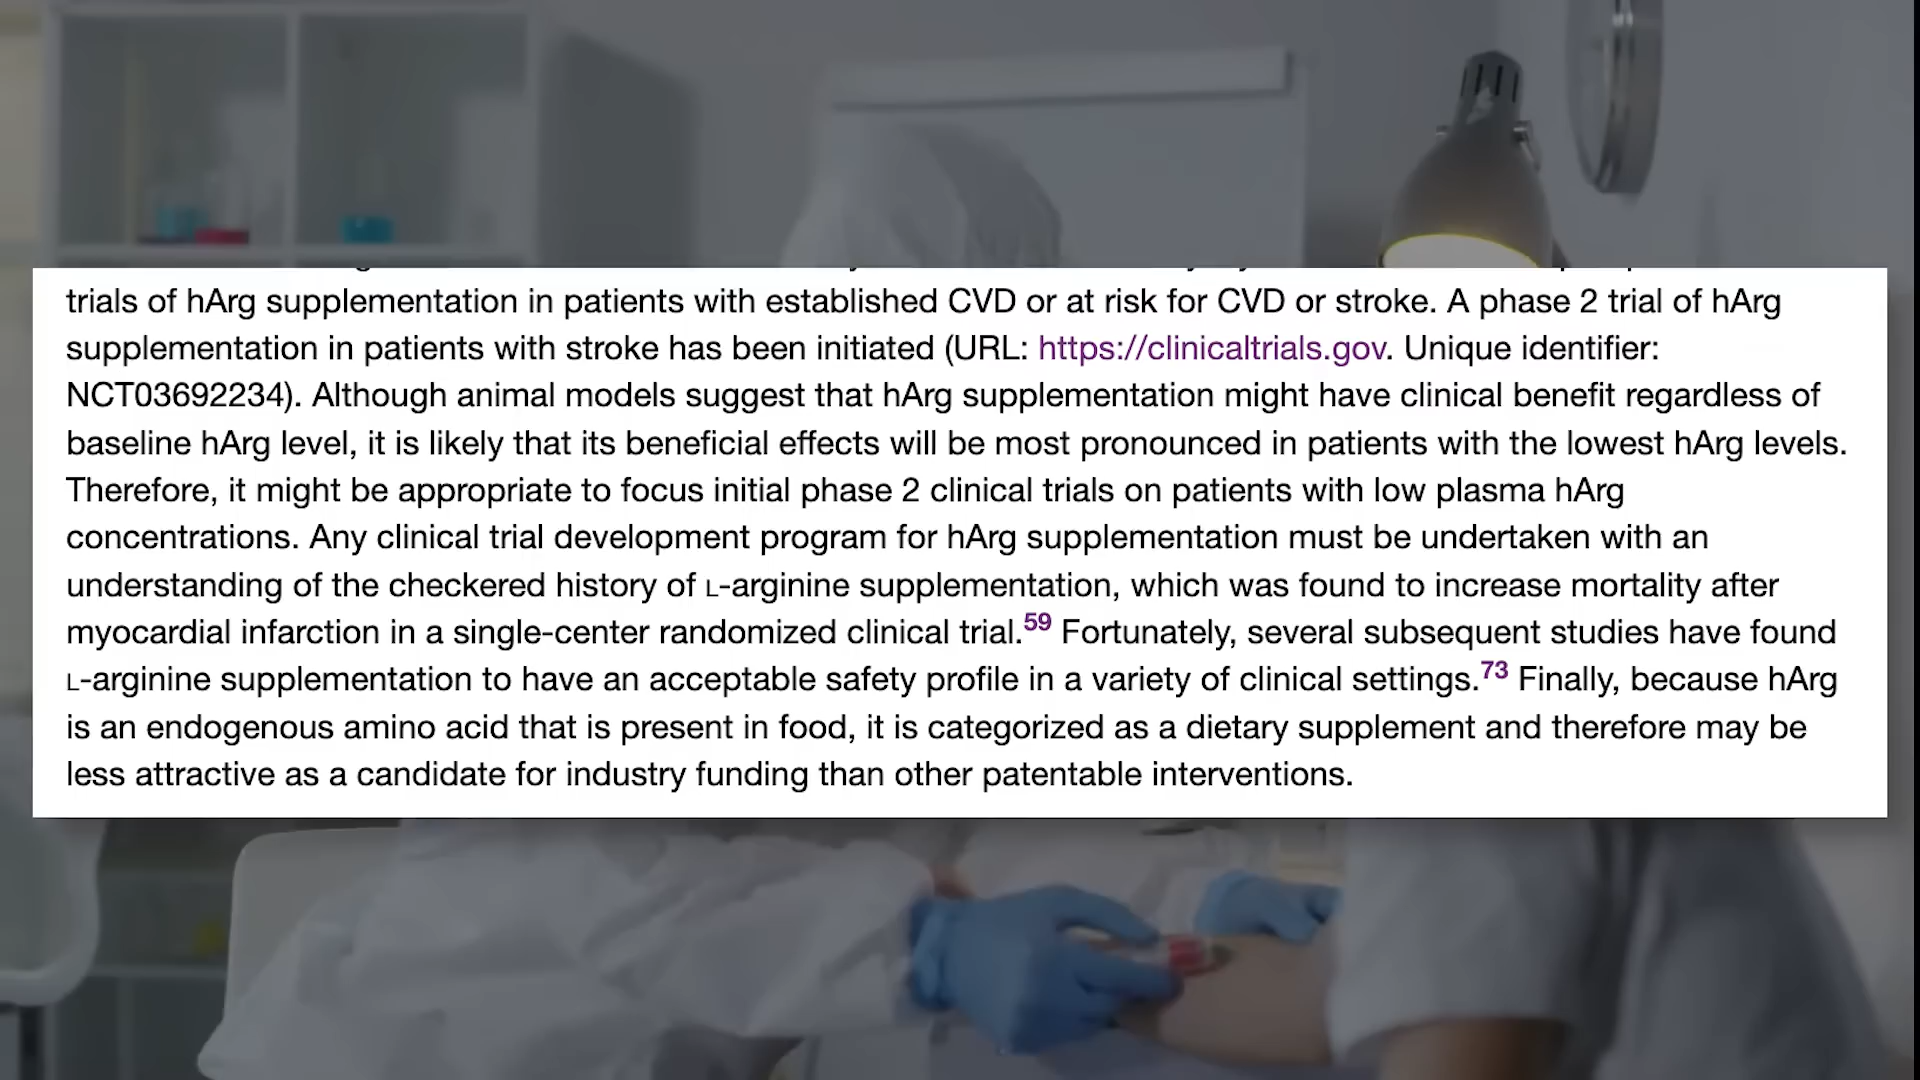 trials of hArg supplementation in patients with established CVD or at risk for CVD or stroke. A phase 2 trial of hArg
supplementation in patients with stroke has been initiated (URL: https://clinicaltrials.gov. Unique identifier:
NCT03692234). Although animal models suggest that hArg supplementation might have clinical benefit regardless of
baseline hArg level, it is likely that its beneficial effects will be most pronounced in patients with the lowest hArg levels.
Therefore, it might be appropriate to focus initial phase 2 clinical trials on patients with low plasma hArg
concentrations. Any clinical trial development program for hArg supplementation must be undertaken with an
understanding of the checkered history of ʟ-arginine supplementation, which was found to increase mortality after
myocardial infarction in a single-center randomized clinical trial.59 Fortunately, several subsequent studies have found
ʟ-arginine supplementation to have an acceptable safety profile in a variety of clinical settings.73 Finally, because hArg
is an endogenous amino acid that is present in food, it is categorized as a dietary supplement and therefore may be
less attractive as a candidate for industry funding than other patentable interventions.